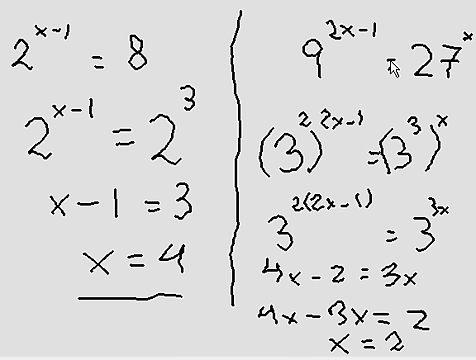 2^{x-1} = 8
2^{x-1} = 2^3
x - 1 = 3
x = 4
9^{2x-1} = 27^x
(3)^{2 2x-1} = (3^3)^x
3^{2(2x-1)} = 3^{3x}
4x - 2 = 3x
4x - 3x = 2
x = 2